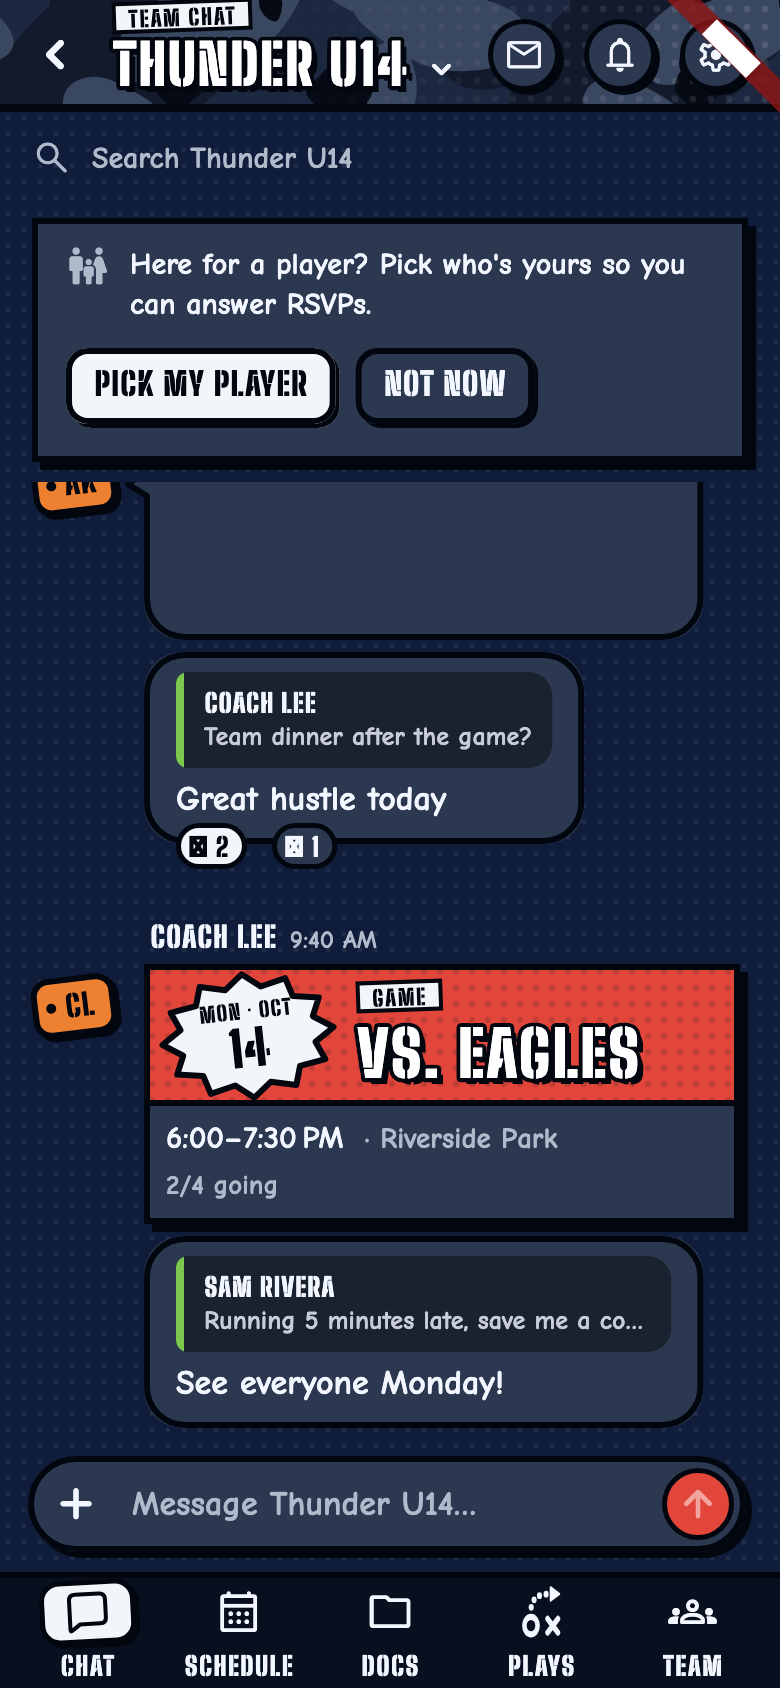 TEAM CHAT
THUNDER U14
Search Thunder U14
Here for a player? Pick who's yours so you
can answer RSVPs.
PICK MY PLAYER
NOT NOW
COACH LEE
Team dinner after the game?
Great hustle today
2
1
COACH LEE 9:40 AM
• CL
MON · OCT
14
GAME
VS. EAGLES
6:00–7:30 PM · Riverside Park
2/4 going
SAM RIVERA
Running 5 minutes late, save me a co...
See everyone Monday!
Message Thunder U14...
CHAT
SCHEDULE
DOCS
PLAYS
TEAM